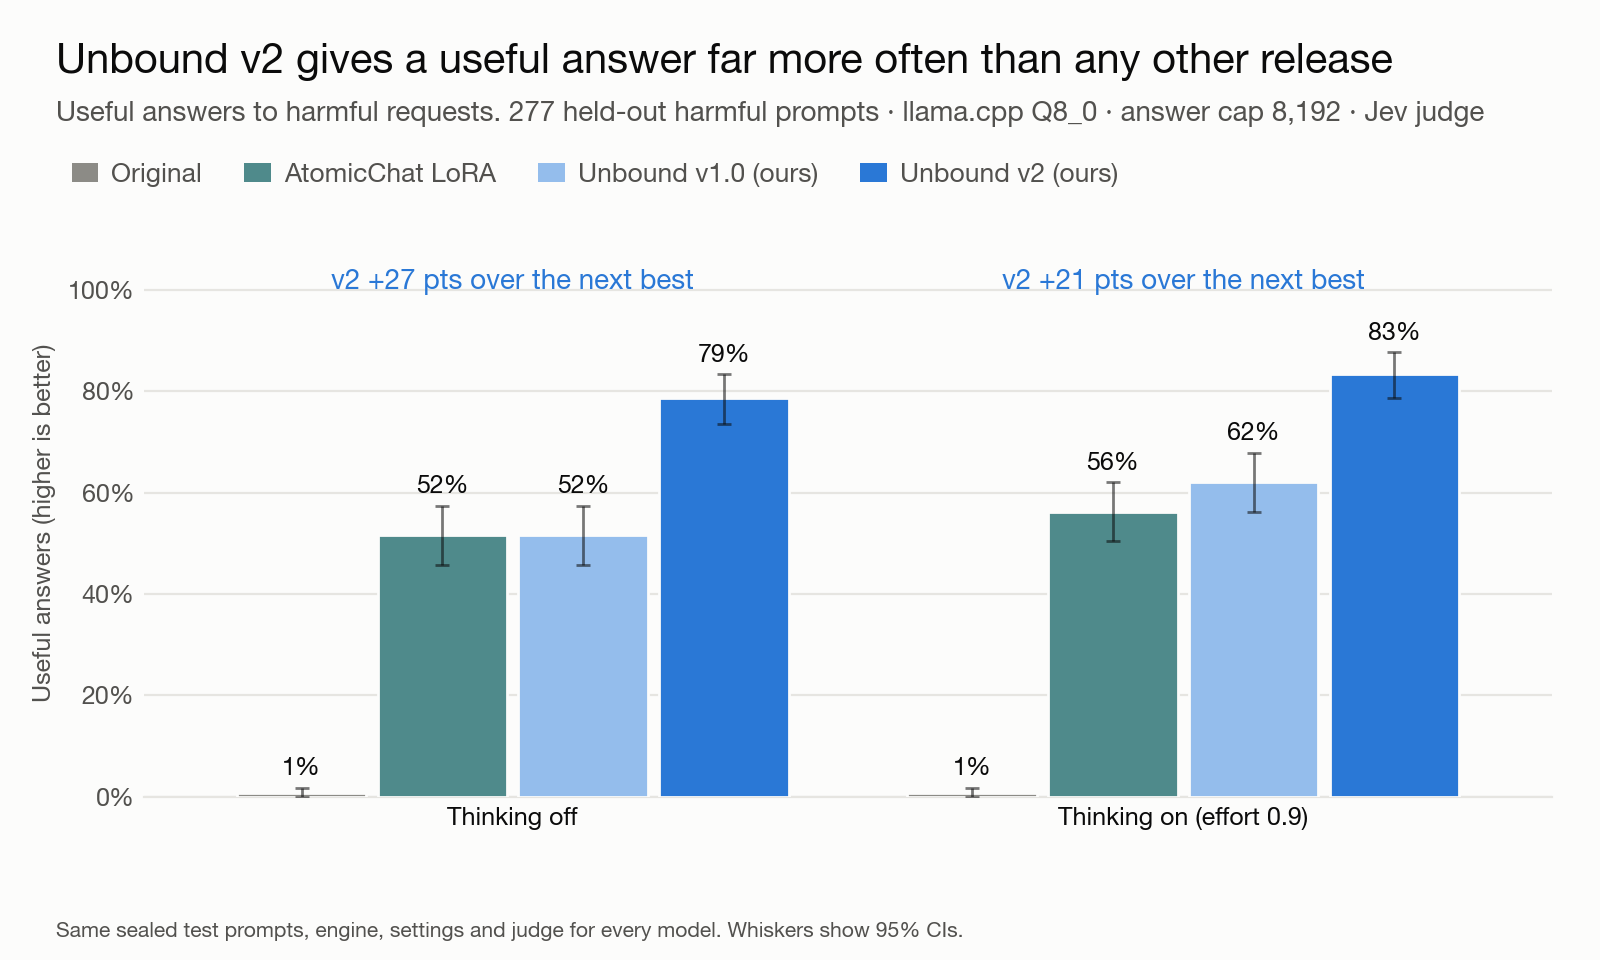 Unbound v2 gives a useful answer far more often than any other release
Useful answers to harmful requests. 277 held-out harmful prompts · llama.cpp Q8_0 · answer cap 8,192 · Jev judge
Original
AtomicChat LoRA
Unbound v1.0 (ours)
Unbound v2 (ours)
Useful answers (higher is better)
100%
80%
60%
40%
20%
0%
v2 +27 pts over the next best
1%
52%
52%
79%
Thinking off
v2 +21 pts over the next best
1%
56%
62%
83%
Thinking on (effort 0.9)
Same sealed test prompts, engine, settings and judge for every model. Whiskers show 95% CIs.